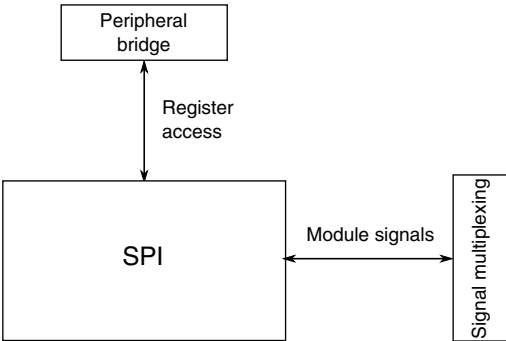 Peripheral
bridge
Register
access
SPI
Module signals
Signal multiplexing